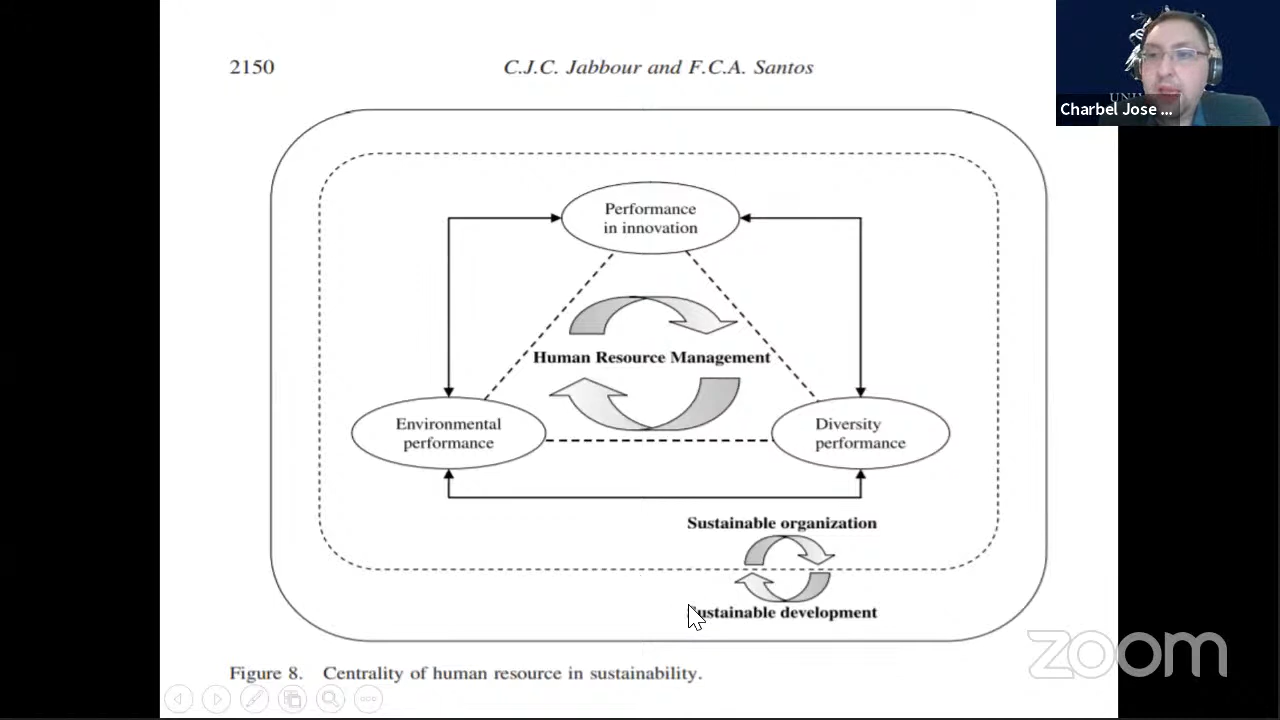 2150
C.J.C. Jabbour and F.C.A. Santos
Charbel Jose ...
Performance
in innovation
Human Resource Management
Environmental
performance
Diversity
performance
Sustainable organization
Sustainable development
zoom
Figure 8. Centrality of human resource in sustainability.